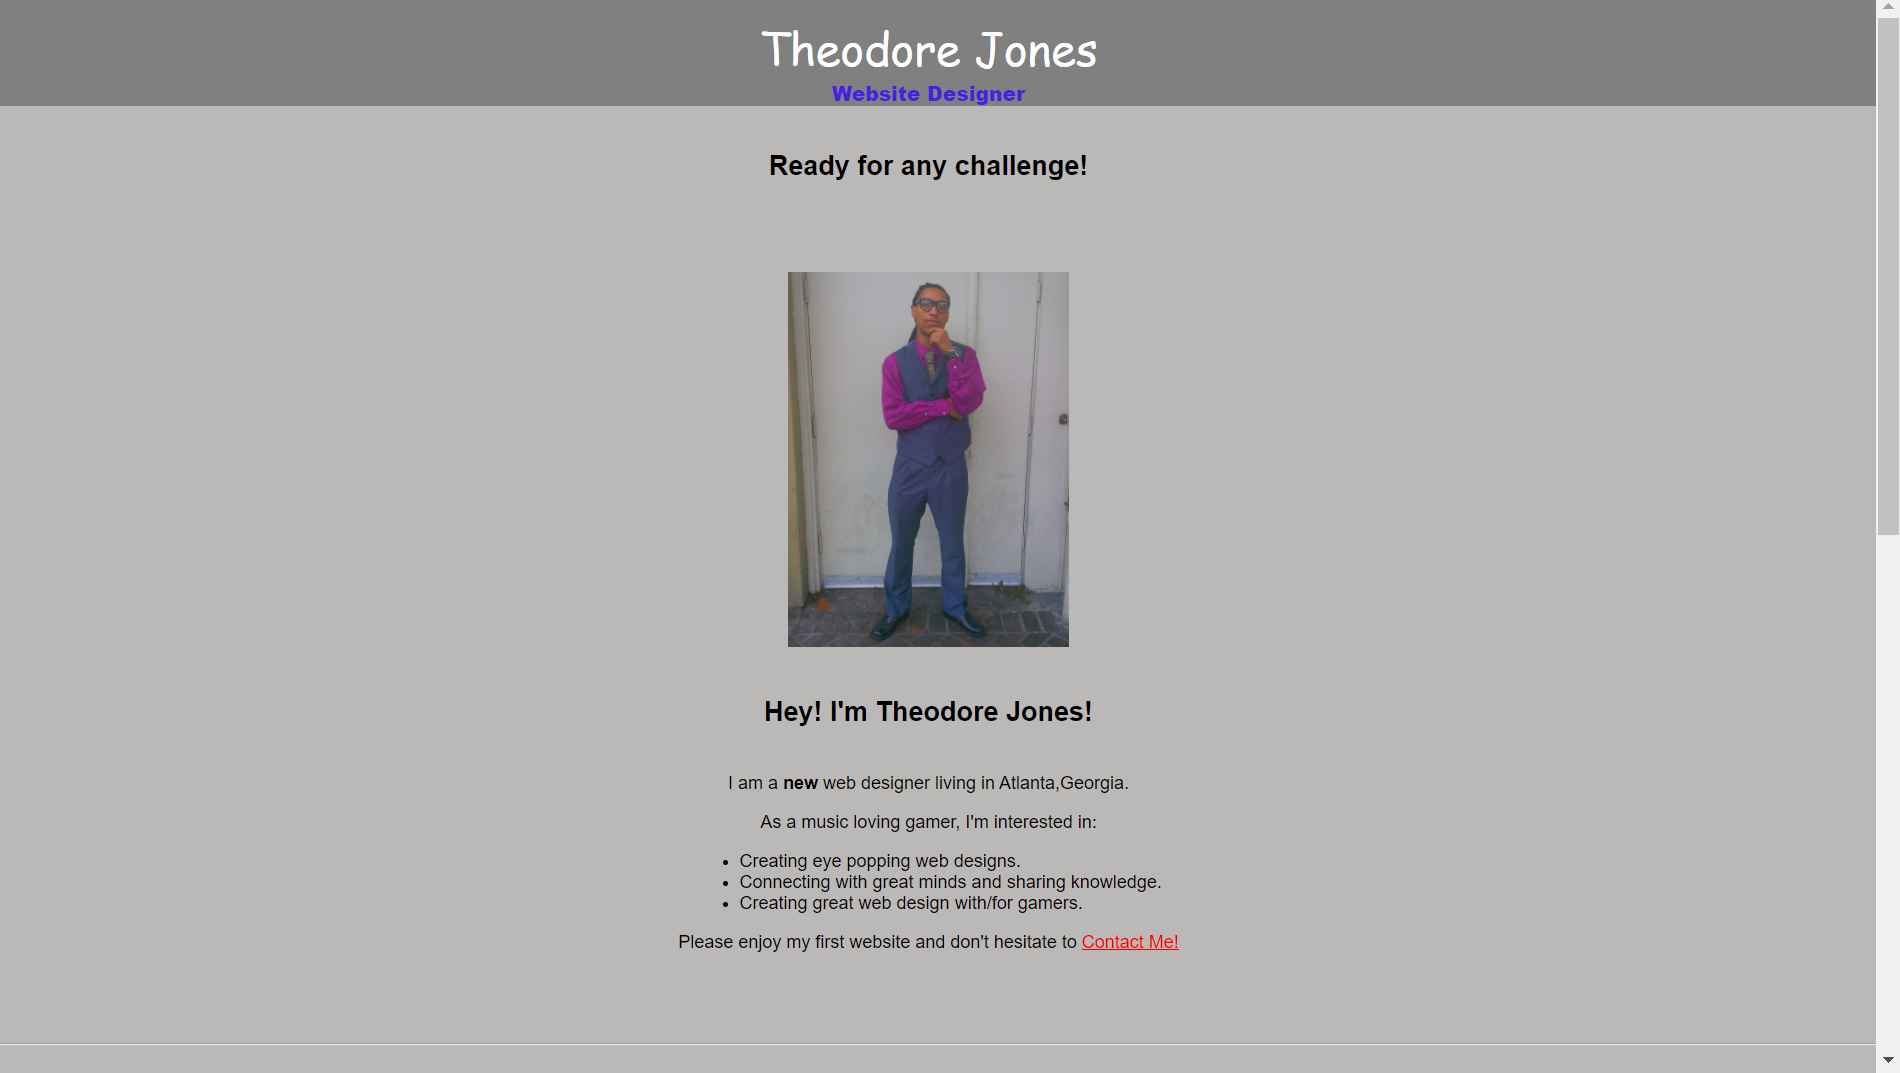 Theodore Jones
Website Designer
Ready for any challenge!
Hey! I'm Theodore Jones!
I am a new web designer living in Atlanta,Georgia.
As a music loving gamer, I'm interested in:
• Creating eye popping web designs.
• Connecting with great minds and sharing knowledge.
• Creating great web design with/for gamers.
Please enjoy my first website and don't hesitate to Contact Me!